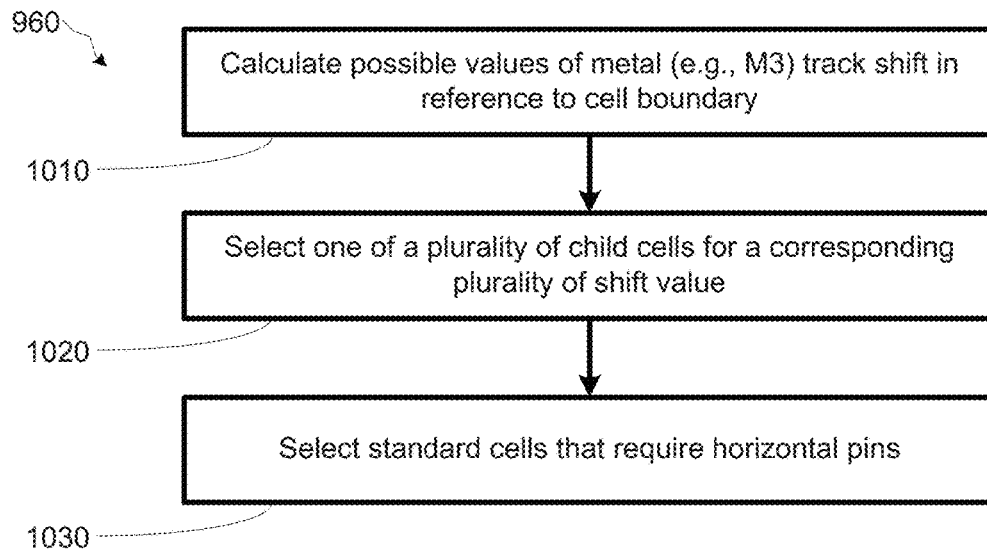 960
Calculate possible values of metal (e.g., M3) track shift in
reference to cell boundary
1010
Select one of a plurality of child cells for a corresponding
plurality of shift value
1020
Select standard cells that require horizontal pins
1030